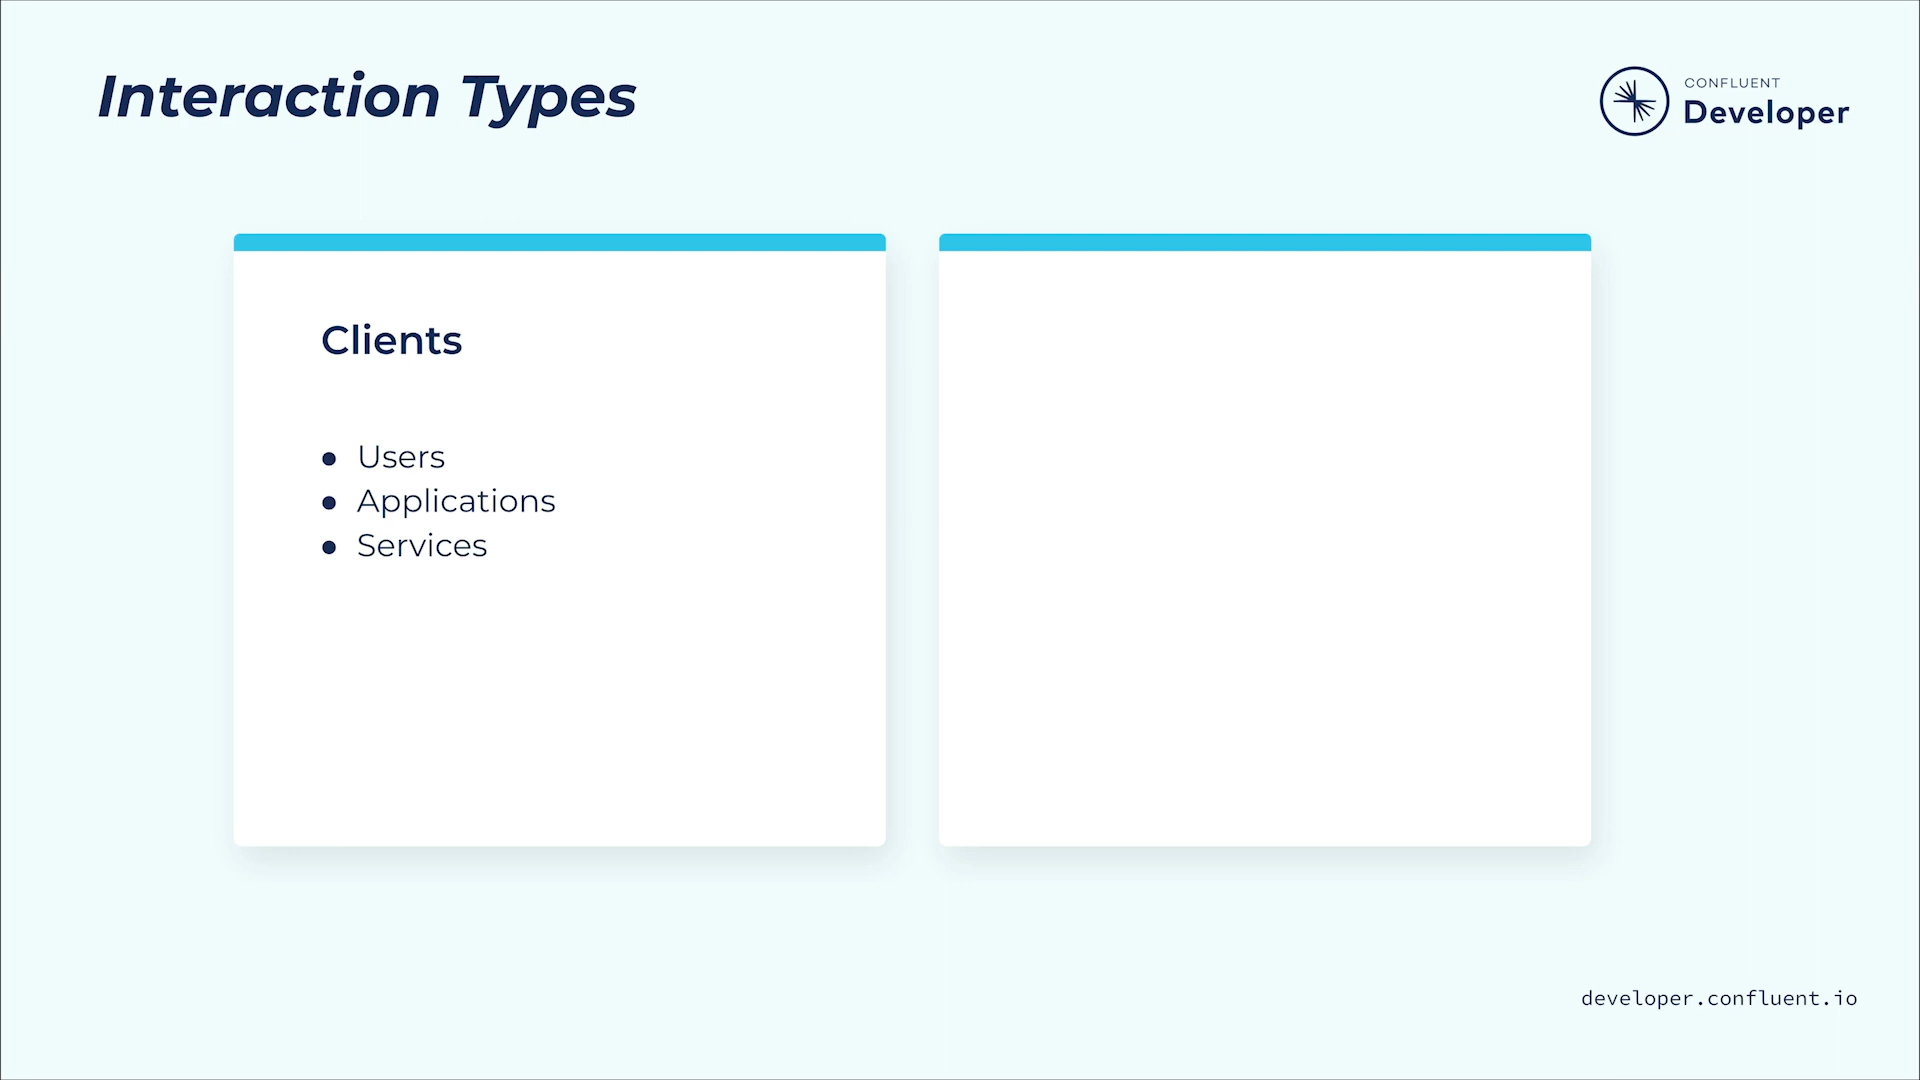 Interaction Types
CONFLUENT
Developer
Clients
● Users
● Applications
● Services
developer.confluent.io